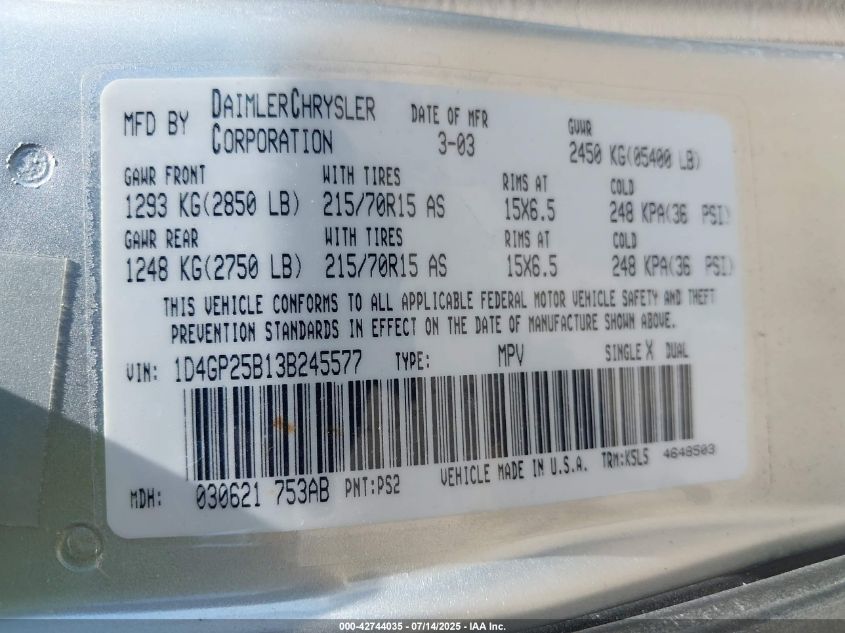 MFD BY DAIMLERCHRYSLER CORPORATION DATE OF MFR 3-03 GVWR 2450 KG(05400 LB)
GAWR FRONT WITH TIRES RIMS AT COLD
1293 KG(2850 LB) 215/70R15 AS 15X6.5 248 KPA(36 PSI)
GAWR REAR WITH TIRES RIMS AT COLD
1248 KG(2750 LB) 215/70R15 AS 15X6.5 248 KPA(36 PSI)
THIS VEHICLE CONFORMS TO ALL APPLICABLE FEDERAL MOTOR VEHICLE SAFETY AND THEFT
PREVENTION STANDARDS IN EFFECT ON THE DATE OF MANUFACTURE SHOWN ABOVE.
VIN: 1D4GP25B13B245577 TYPE: MPV SINGLE X DUAL
MDH: 030621 753AB PNT:PS2 VEHICLE MADE IN U.S.A. TRM:K5L5 4648503
000-42744035 - 07/14/2025 - IAA Inc.